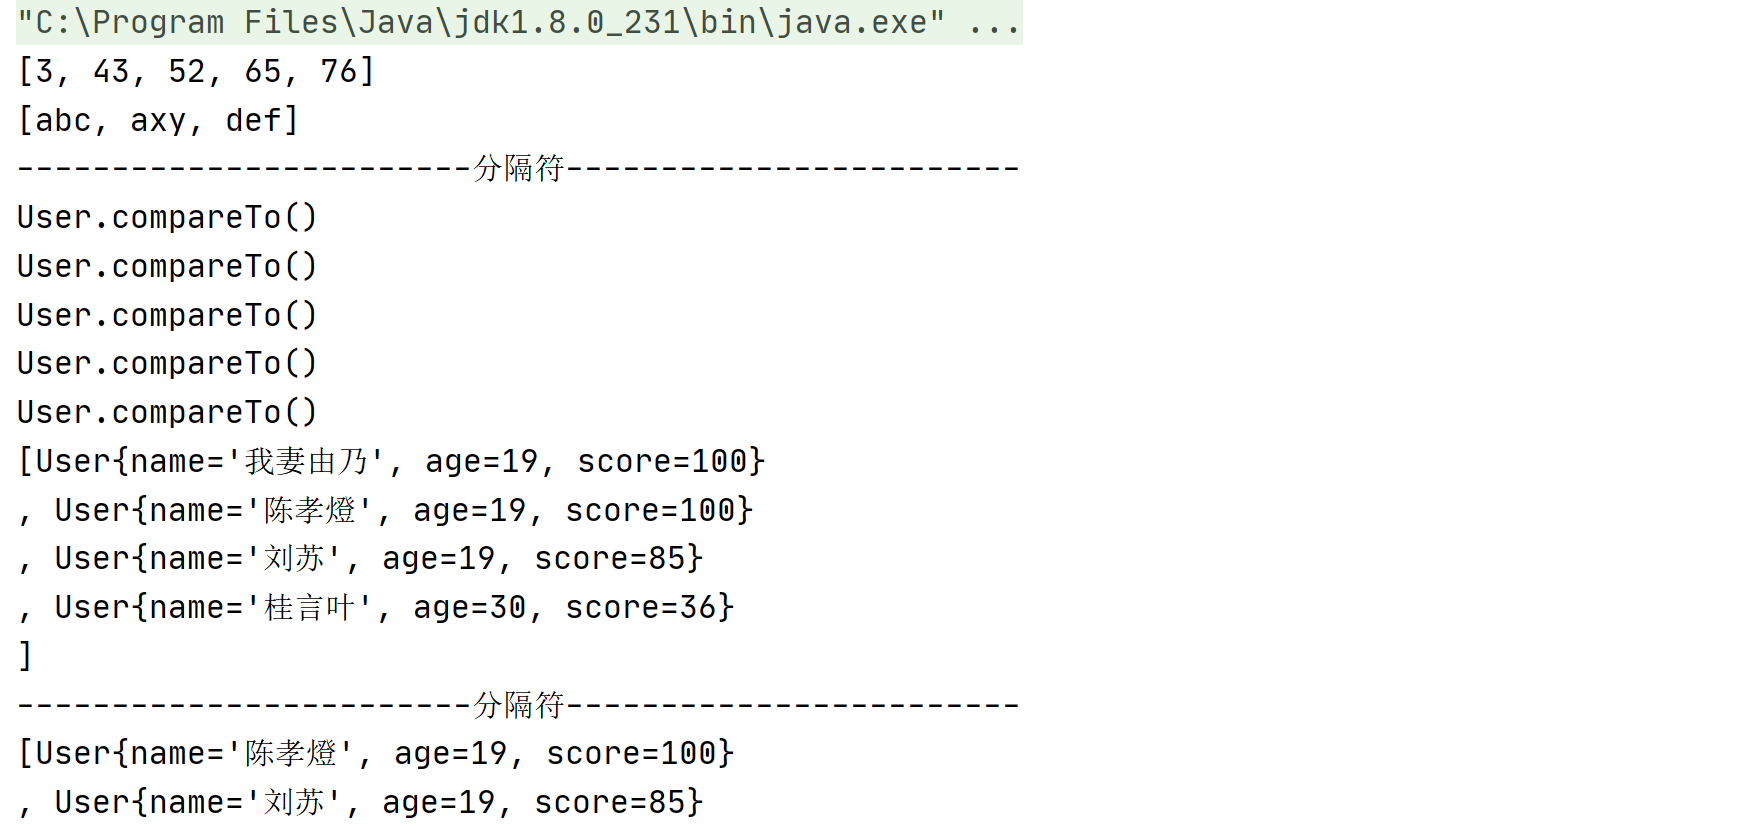 "C:\Program Files\Java\jdk1.8.0_231\bin\java.exe" ...
[3, 43, 52, 65, 76]
[abc, axy, def]
------------------------分隔符------------------------
User.compareTo()
User.compareTo()
User.compareTo()
User.compareTo()
User.compareTo()
[User{name='我妻由乃', age=19, score=100}
, User{name='陈孝燈', age=19, score=100}
, User{name='刘苏', age=19, score=85}
, User{name='桂言叶', age=30, score=36}
]
------------------------分隔符------------------------
[User{name='陈孝燈', age=19, score=100}
, User{name='刘苏', age=19, score=85}